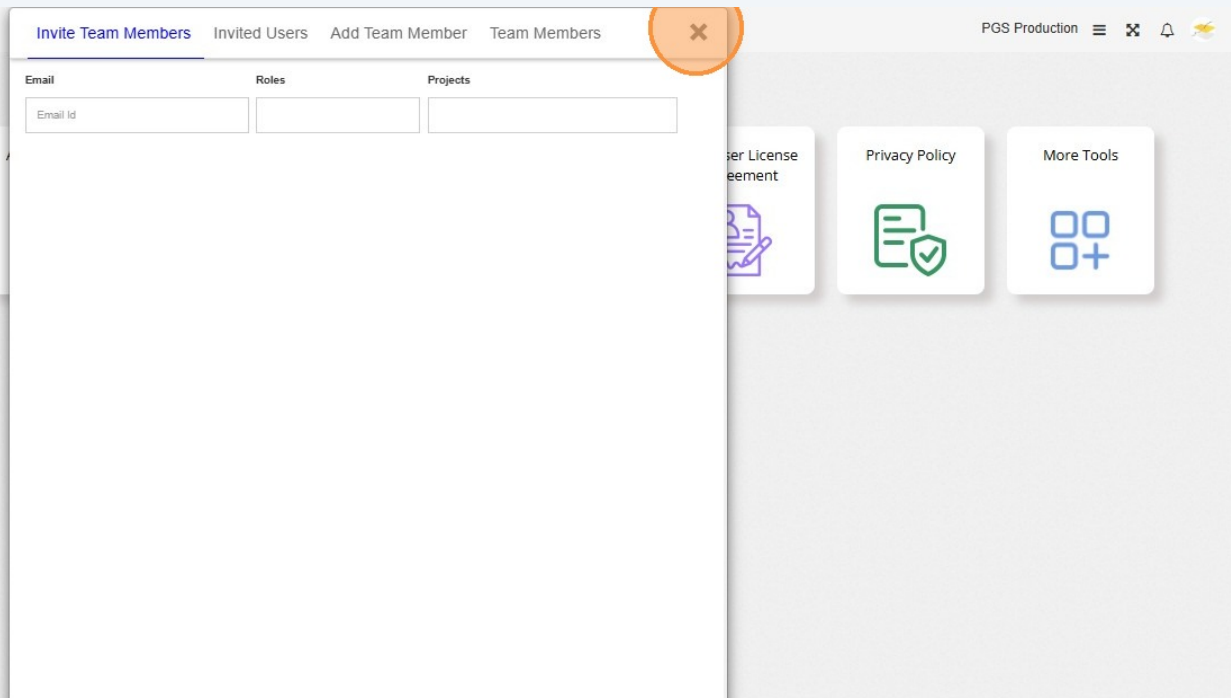 Invite Team Members Invited Users Add Team Member Team Members
PGS Production
Email Roles Projects
Email Id
ser License
eement
Privacy Policy
More Tools